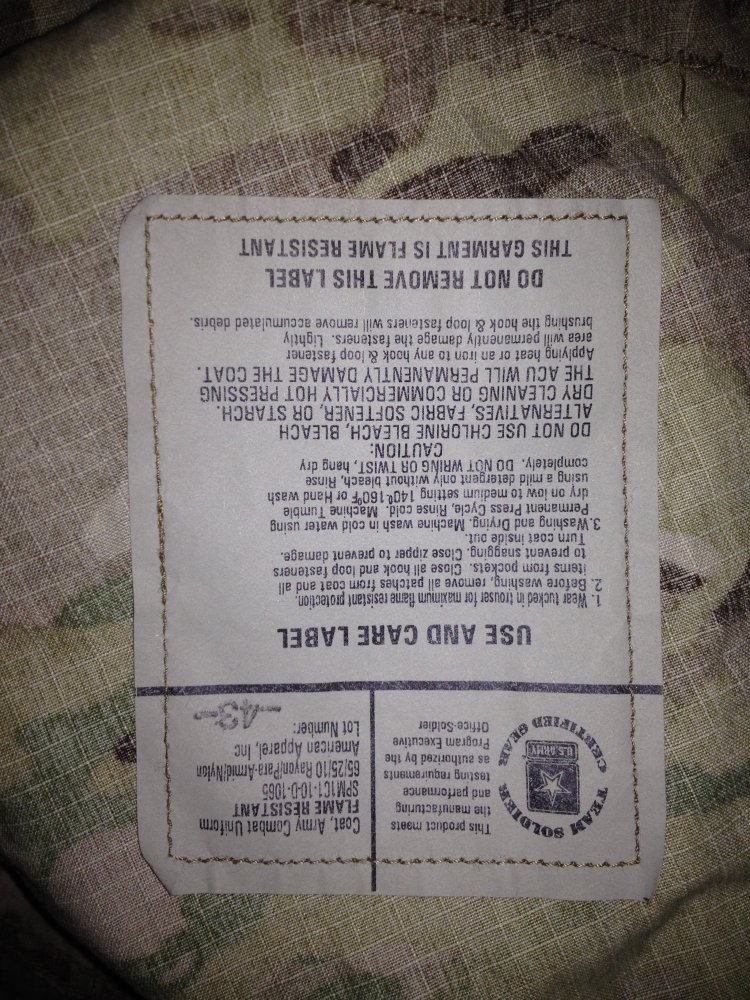 TEAM SOLDIER
CERTIFIED GEAR
U.S. ARMY
This product meets
the manufacturing
and performance
testing requirements
as authorized by the
Program Executive
Office-Soldier
Coat, Army Combat Uniform
FLAME RESISTANT
SPM1C1-10-D-1065
65/25/10 Rayon/Para-Armid/Nylon
American Apparel, Inc
Lot Number:
-43-
USE AND CARE LABEL
1. Wear tucked in trouser for maximum flame resistant protection.
2. Before washing, remove all patches from coat and all
items from pockets. Close all hook and loop fasteners
to prevent snagging. Close zipper to prevent damage.
Turn coat inside out.
3. Washing and Drying. Machine wash in cold water using
Permanent Press Cycle, Rinse cold. Machine Tumble
dry on low to medium setting 140º160ºF or Hand wash
using a mild detergent only without bleach, Rinse
completely. DO NOT WRING OR TWIST, hang dry
CAUTION:
DO NOT USE CHLORINE BLEACH, BLEACH
ALTERNATIVES, FABRIC SOFTENER, OR STARCH.
DRY CLEANING OR COMMERCIALLY HOT PRESSING
THE ACU WILL PERMANENTLY DAMAGE THE COAT.
Applying heat or an iron to any hook & loop fastener
area will permanently damage the fasteners. Lightly
brushing the hook & loop fasteners will remove accumulated debris.
DO NOT REMOVE THIS LABEL
THIS GARMENT IS FLAME RESISTANT